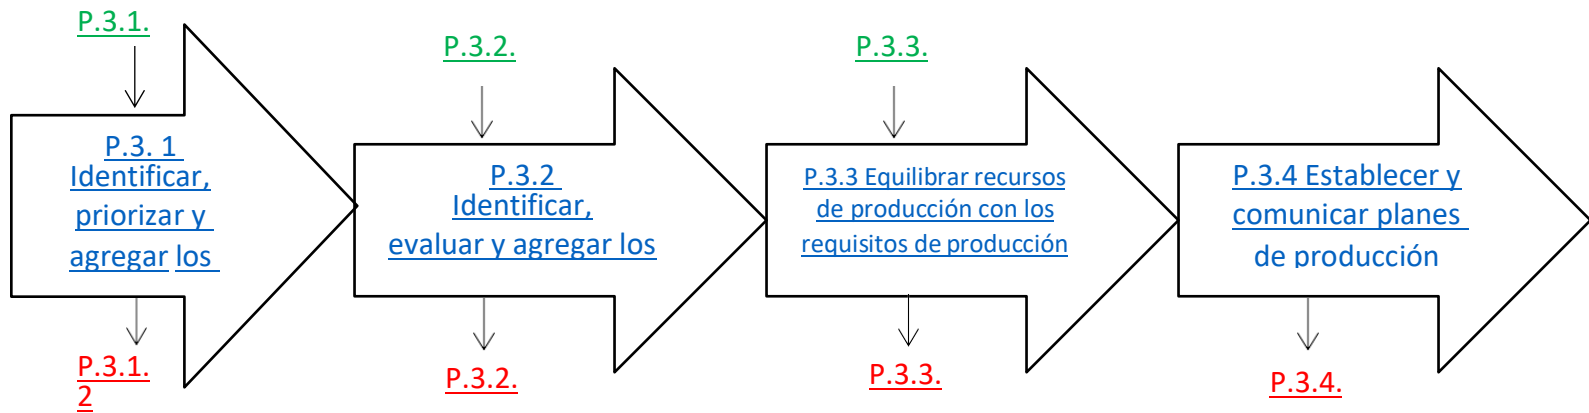 P.3.1.
P.3.2.
P.3.3.
P.3. 1
Identificar,
priorizar y
agregar los
P.3.2
Identificar,
evaluar y agregar los
P.3.3 Equilibrar recursos
de producción con los
requisitos de producción
P.3.4 Establecer y
comunicar planes
de producción
P.3.1.
2
P.3.2.
P.3.3.
P.3.4.